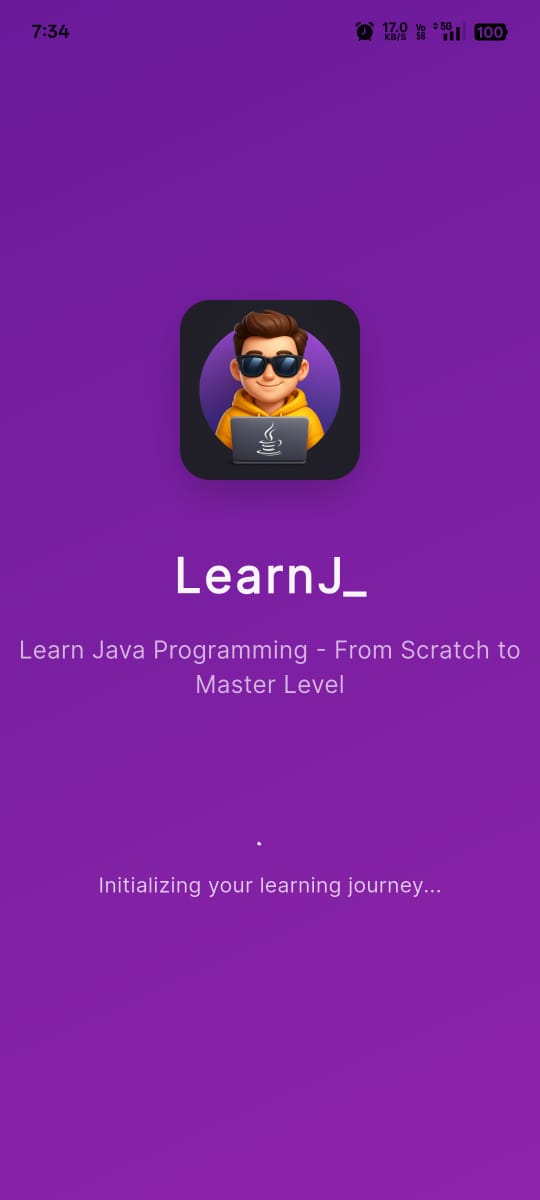 7:34 17.0 KB/S Vo 5G 5G 100
LearnJ_
Learn Java Programming - From Scratch to
Master Level
Initializing your learning journey...